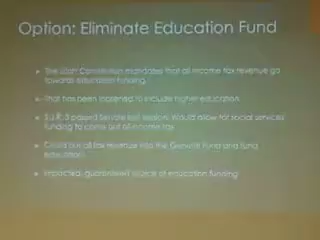 Option: Eliminate Education Fund
The Utah Constitution mandates that all income tax revenue go
towards education funding.
That has been loosened to include higher education.
S.J.R. 3 passed Senate last session. Would allow for social services
funding to come out of income tax
Could put all tax revenue into the General Fund and fund
education
Impacted: guaranteed source of education funding